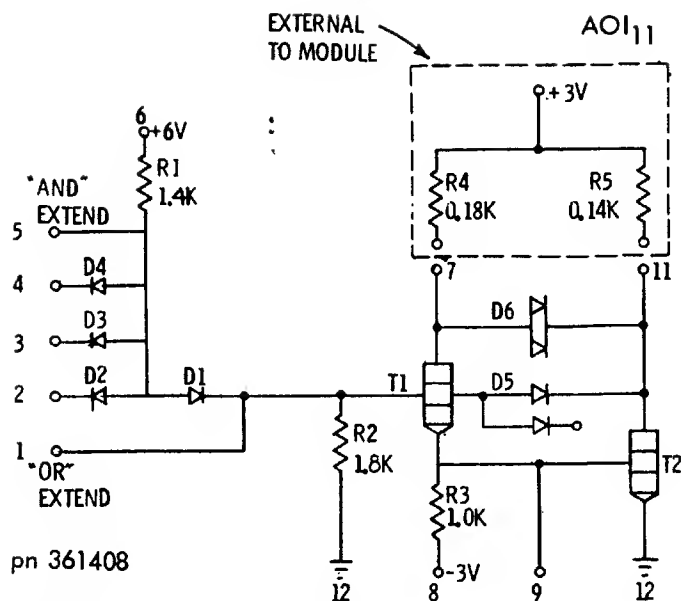 EXTERNAL
TO MODULE
AOI11
+3V
6
+6V
R1
1.4K
"AND"
EXTEND
5
R4
0.18K
R5
0.14K
4
D4
7
11
3
D3
D6
2
D2
D1
T1
D5
1
"OR"
EXTEND
R2
1.8K
T2
R3
1.0K
pn 361408
12
8
-3V
9
12